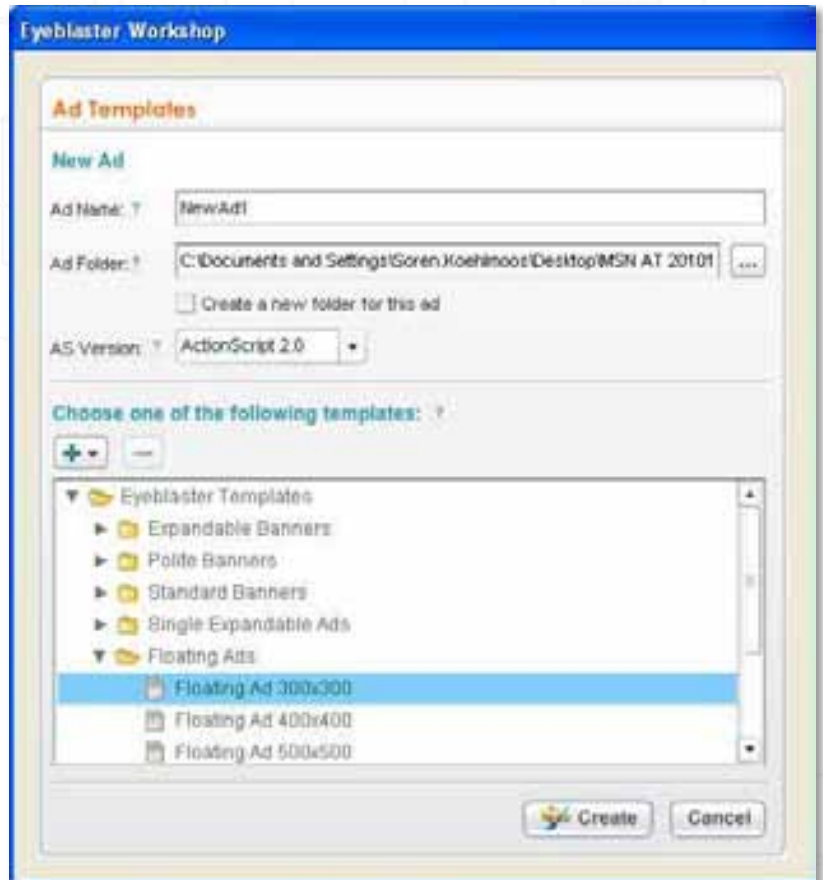 Eyeblaster Workshop
Ad Templates
New Ad
Ad Name: ? NewAd1
Ad Folder: ? C:\Documents and Settings\Soren.Koehlmoos\Desktop\MSN AT 20101 ...
Create a new folder for this ad
AS Version: ? ActionScript 2.0
Choose one of the following templates: ?
Eyeblaster Templates
Expandable Banners
Polite Banners
Standard Banners
Single Expandable Ads
Floating Ads
Floating Ad 300x300
Floating Ad 400x400
Floating Ad 500x500
Create Cancel